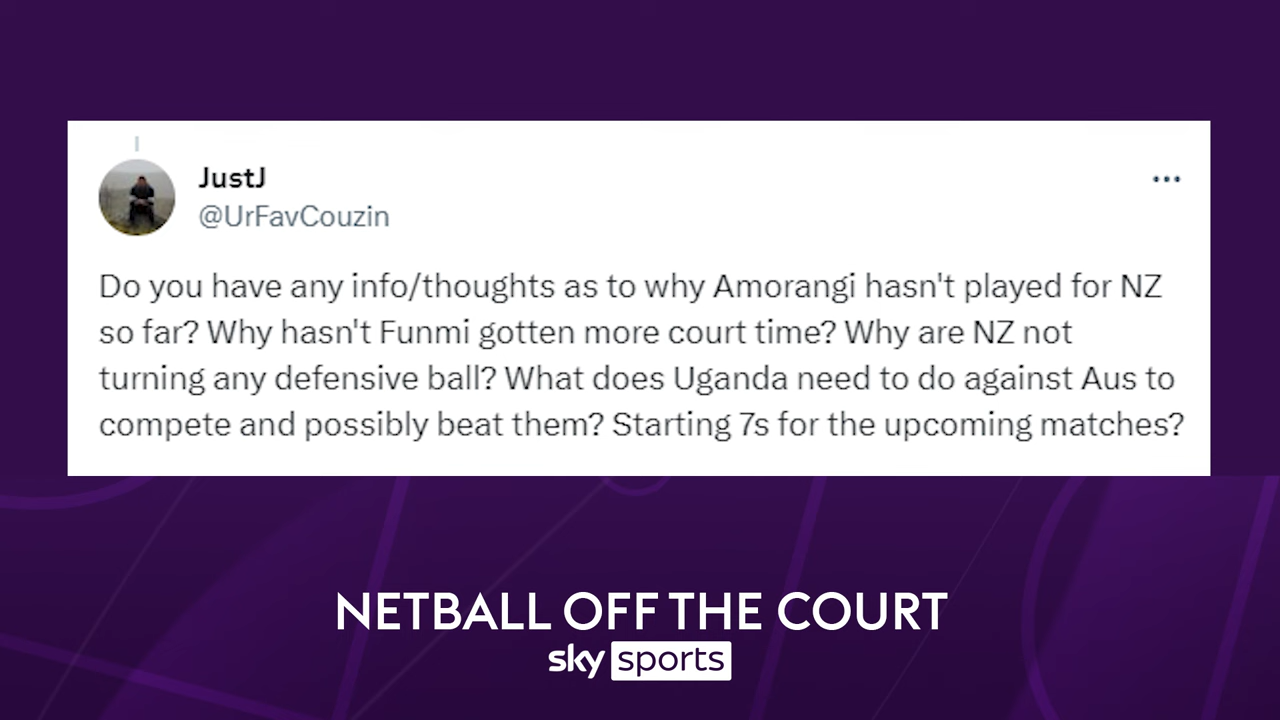 JustJ
@UrFavCouzin
Do you have any info/thoughts as to why Amorangi hasn't played for NZ
so far? Why hasn't Funmi gotten more court time? Why are NZ not
turning any defensive ball? What does Uganda need to do against Aus to
compete and possibly beat them? Starting 7s for the upcoming matches?
NETBALL OFF THE COURT
sky sports